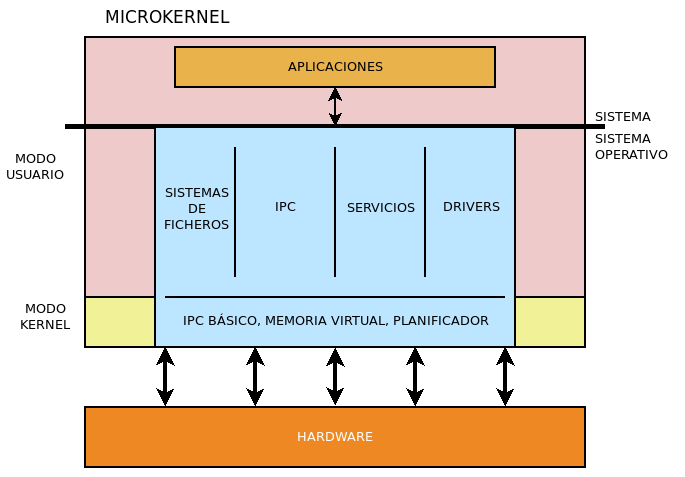 MICROKERNEL
APLICACIONES
SISTEMA
SISTEMA
OPERATIVO
MODO
USUARIO
SISTEMAS
DE
FICHEROS
IPC
SERVICIOS
DRIVERS
MODO
KERNEL
IPC BÁSICO, MEMORIA VIRTUAL, PLANIFICADOR
HARDWARE